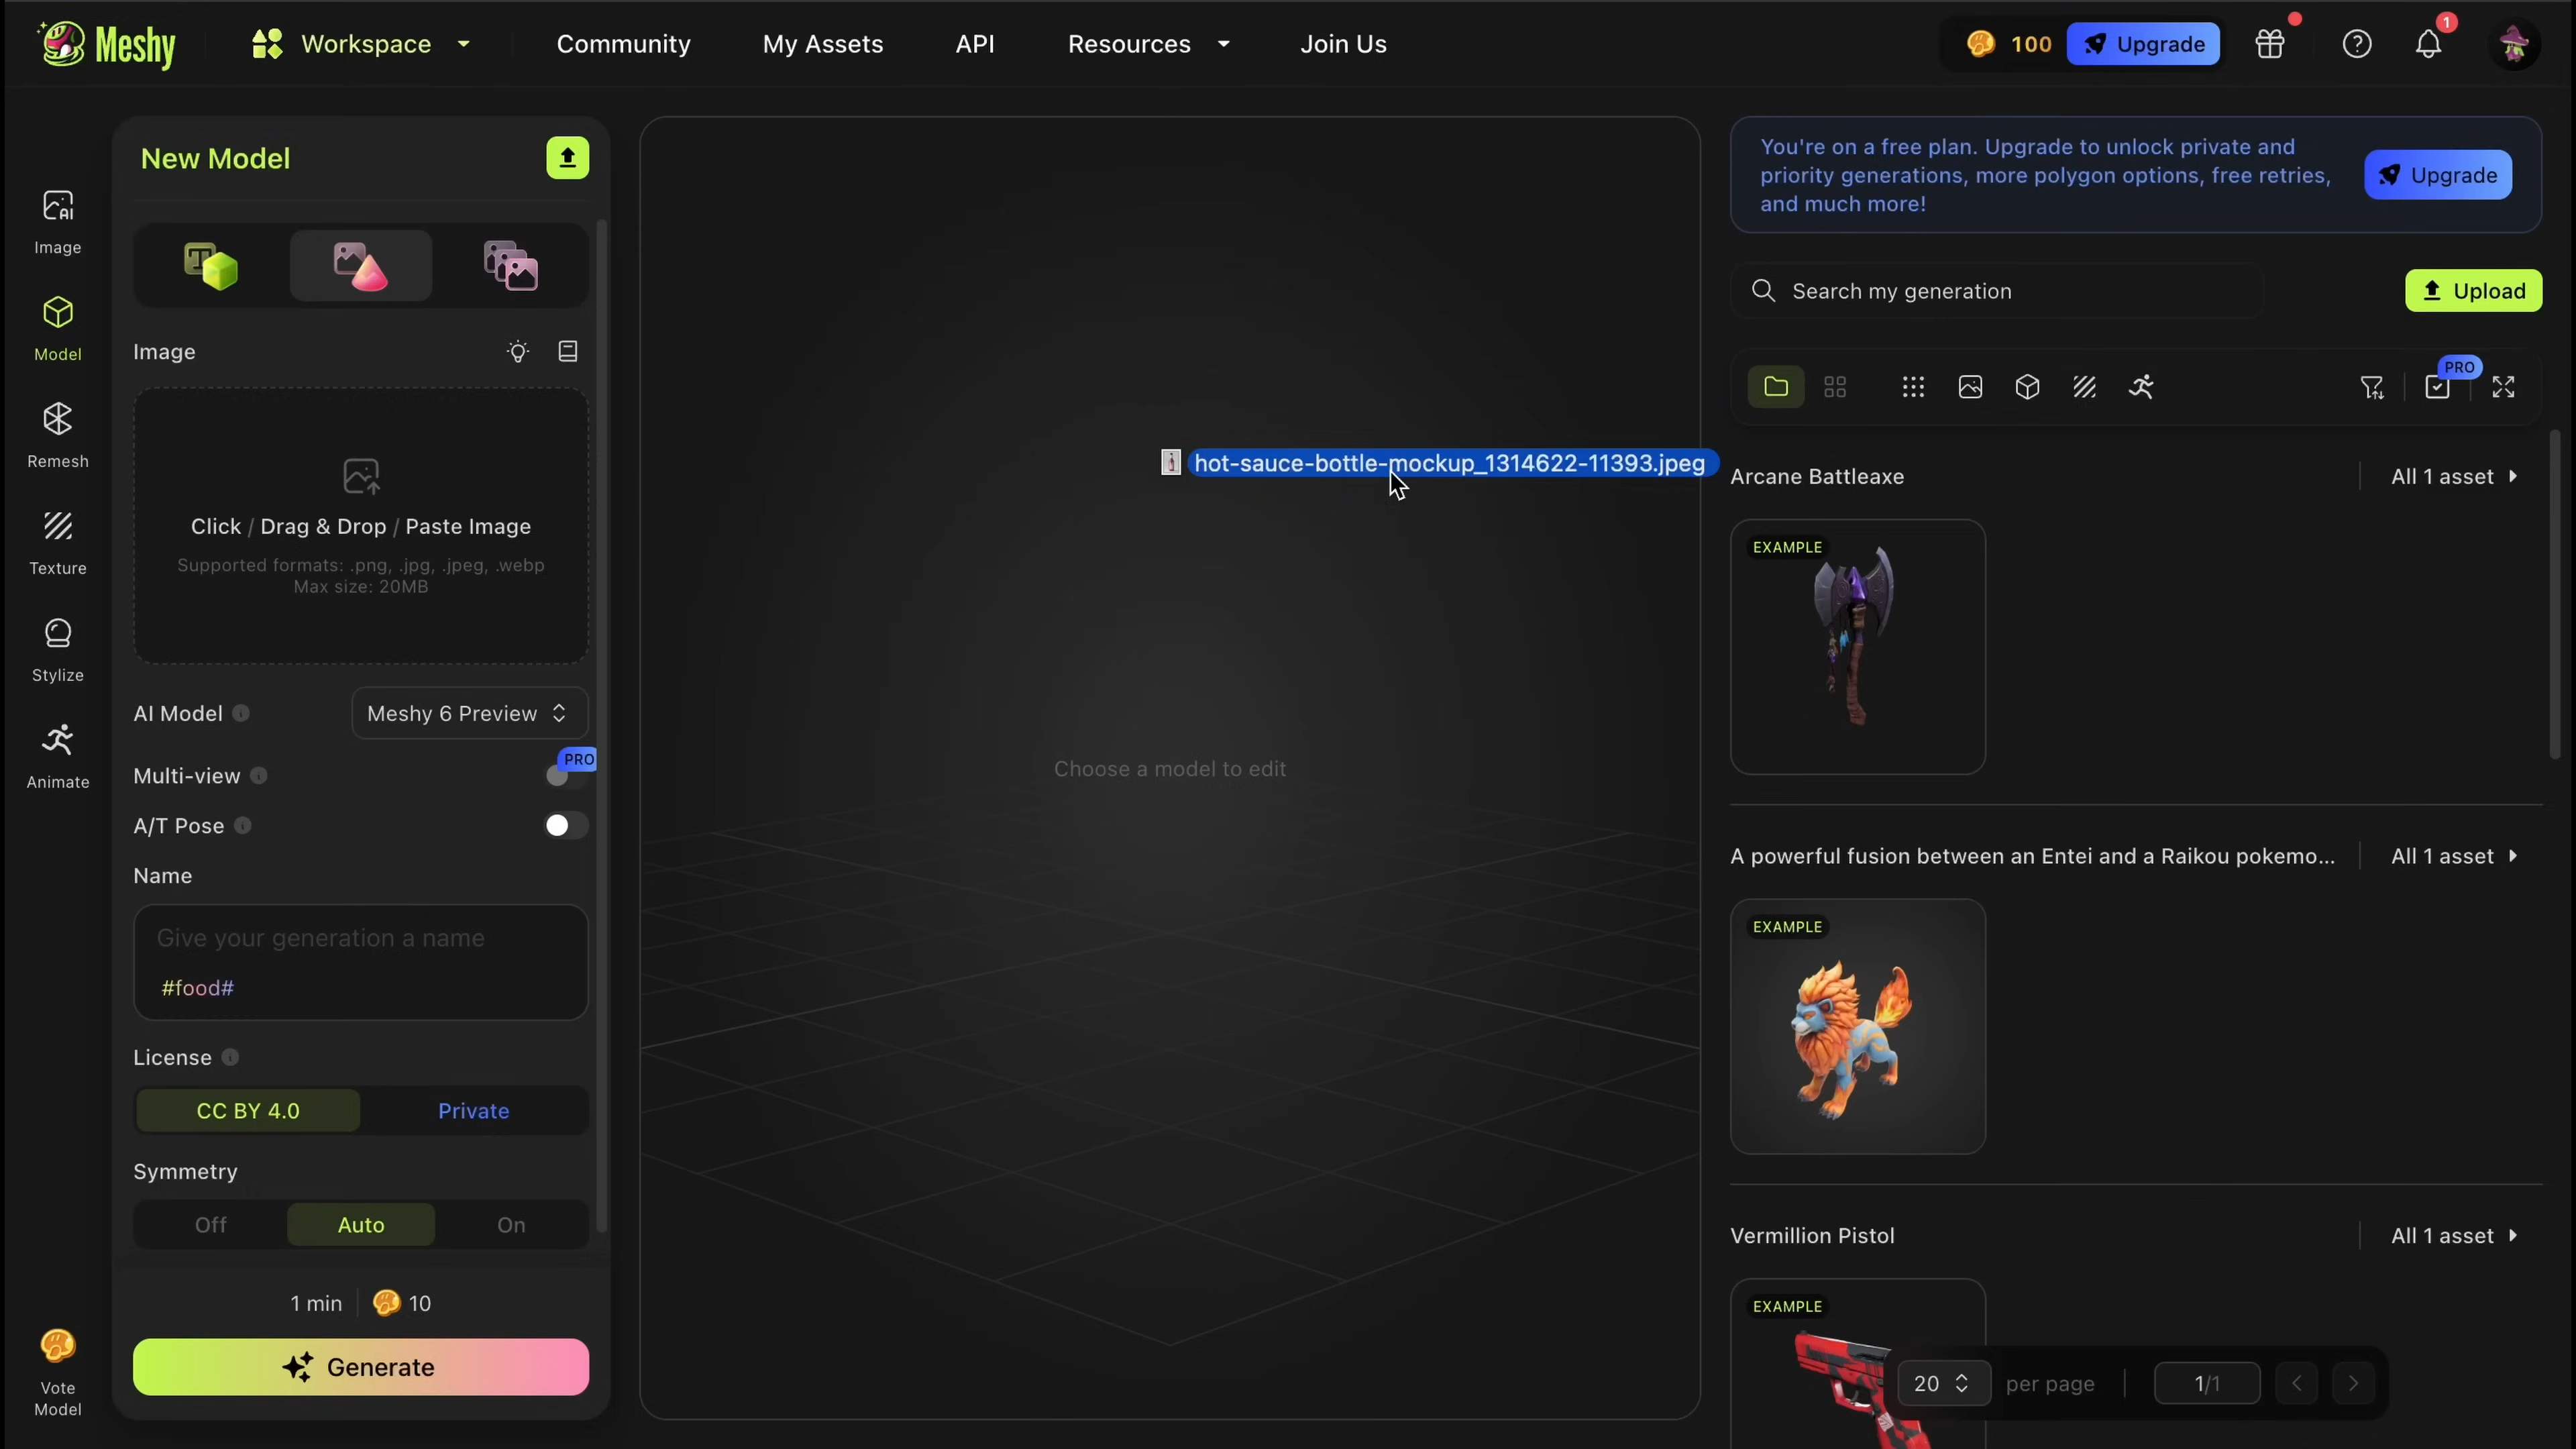 Meshy
Workspace
Community
My Assets
API
Resources
Join Us
100
Upgrade
1
New Model
You're on a free plan. Upgrade to unlock private and
priority generations, more polygon options, free retries,
and much more!
Upgrade
Image
Model
Remesh
Texture
Stylize
Animate
Vote
Model
Image
Click / Drag & Drop / Paste Image
Supported formats: .png, .jpg, .jpeg, .webp
Max size: 20MB
AI Model
Meshy 6 Preview
Multi-view
PRO
A/T Pose
Name
Give your generation a name
#food#
License
CC BY 4.0
Private
Symmetry
Off
Auto
On
1 min
10
Generate
hot-sauce-bottle-mockup_1314622-11393.jpeg
Choose a model to edit
Search my generation
Upload
PRO
Arcane Battleaxe
All 1 asset
EXAMPLE
A powerful fusion between an Entei and a Raikou pokemo...
All 1 asset
EXAMPLE
Vermillion Pistol
All 1 asset
EXAMPLE
20
per page
1/1